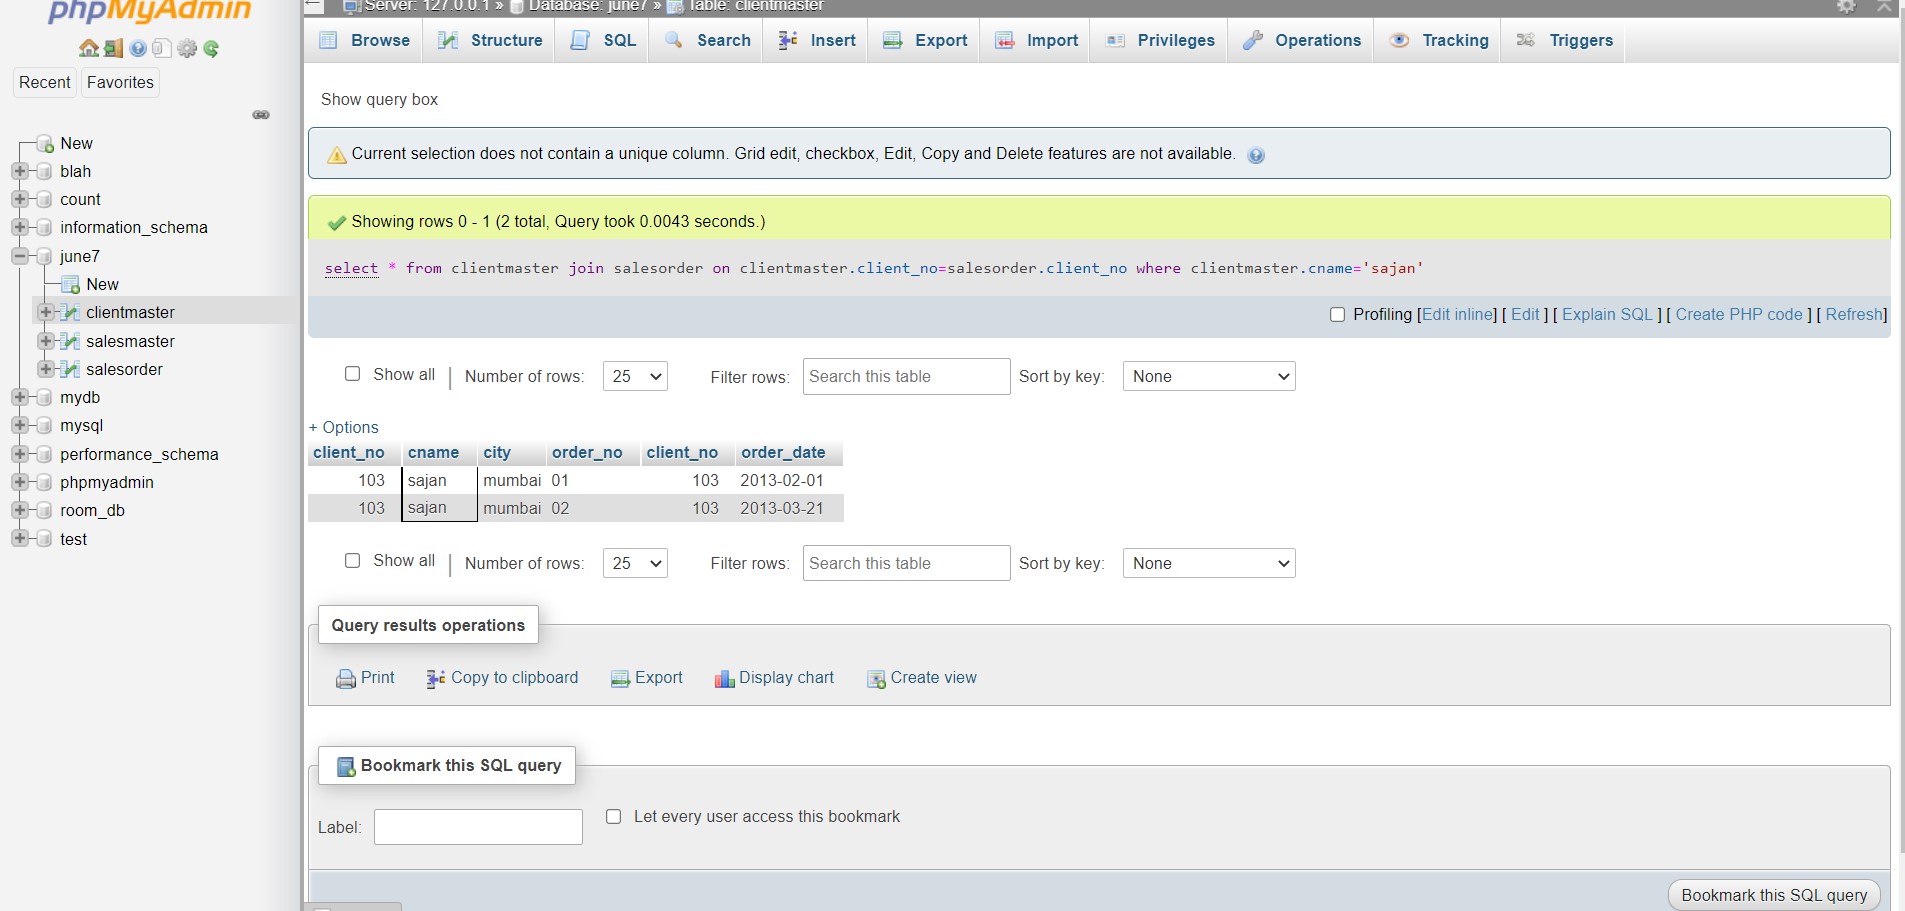 phpMyAdmin
Recent Favorites
New
blah
count
information_schema
june7
New
clientmaster
salesmaster
salesorder
mydb
mysql
performance_schema
phpmyadmin
room_db
test
Server: 127.0.0.1 » Database: june7 » Table: clientmaster
Browse Structure SQL Search Insert Export Import Privileges Operations Tracking Triggers
Show query box
Current selection does not contain a unique column. Grid edit, checkbox, Edit, Copy and Delete features are not available.
Showing rows 0 - 1 (2 total, Query took 0.0043 seconds.)
select * from clientmaster join salesorder on clientmaster.client_no=salesorder.client_no where clientmaster.cname='sajan'
Profiling [Edit inline] [ Edit ] [ Explain SQL ] [ Create PHP code ] [ Refresh]
Show all | Number of rows: 25 Filter rows: Search this table Sort by key: None
+ Options
client_no cname city order_no client_no order_date
103 sajan mumbai 01 103 2013-02-01
103 sajan mumbai 02 103 2013-03-21
Show all | Number of rows: 25 Filter rows: Search this table Sort by key: None
Query results operations
Print Copy to clipboard Export Display chart Create view
Bookmark this SQL query
Label: Let every user access this bookmark
Bookmark this SQL query